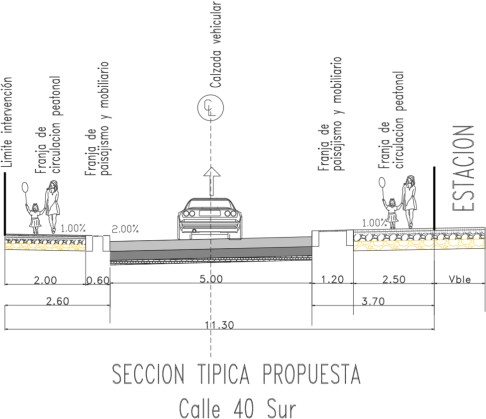 Límite intervención
Franja de
circulacion peatonal
Franja de
paisajismo y mobiliario
Calzada vehicular
Franja de
paisajismo y mobiliario
Franja de
circulacion peatonal
ESTACION
1.00%
2.00%
1.00%
2.00
0.60
5.00
1.20
2.50
Vble
2.60
3.70
11.30
SECCION TIPICA PROPUESTA
Calle 40 Sur